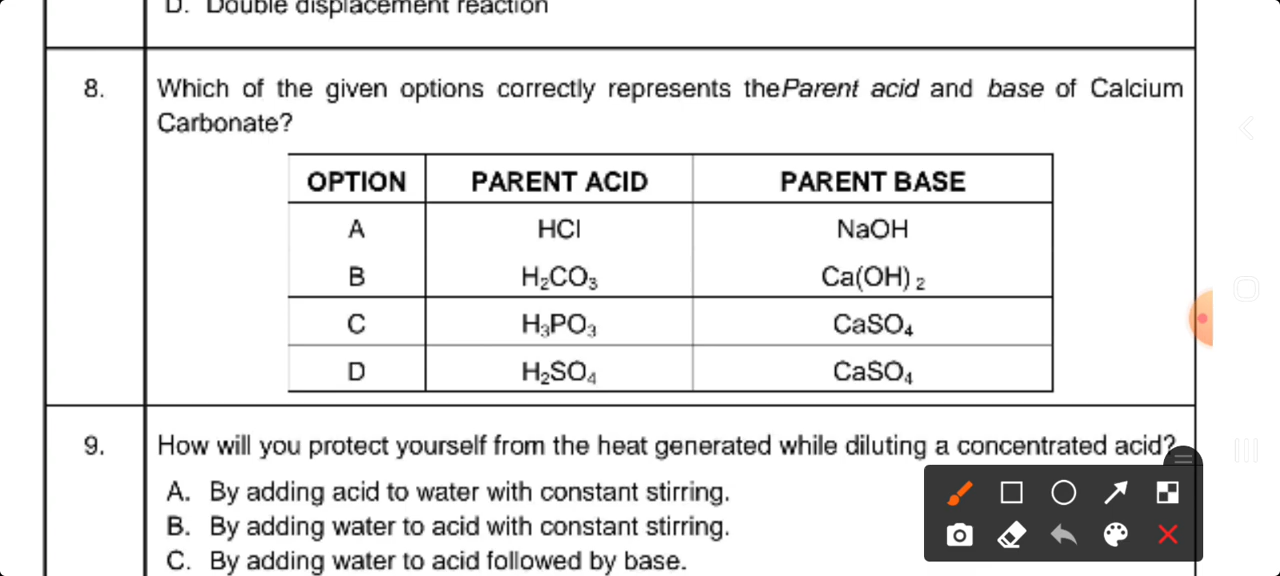 D. Double displacement reaction
8. Which of the given options correctly represents theParent acid and base of Calcium
Carbonate?
OPTION PARENT ACID PARENT BASE
A HCl NaOH
B H₂CO₃ Ca(OH) ₂
C H₃PO₃ CaSO₄
D H₂SO₄ CaSO₄
9. How will you protect yourself from the heat generated while diluting a concentrated acid?
A. By adding acid to water with constant stirring.
B. By adding water to acid with constant stirring.
C. By adding water to acid followed by base.